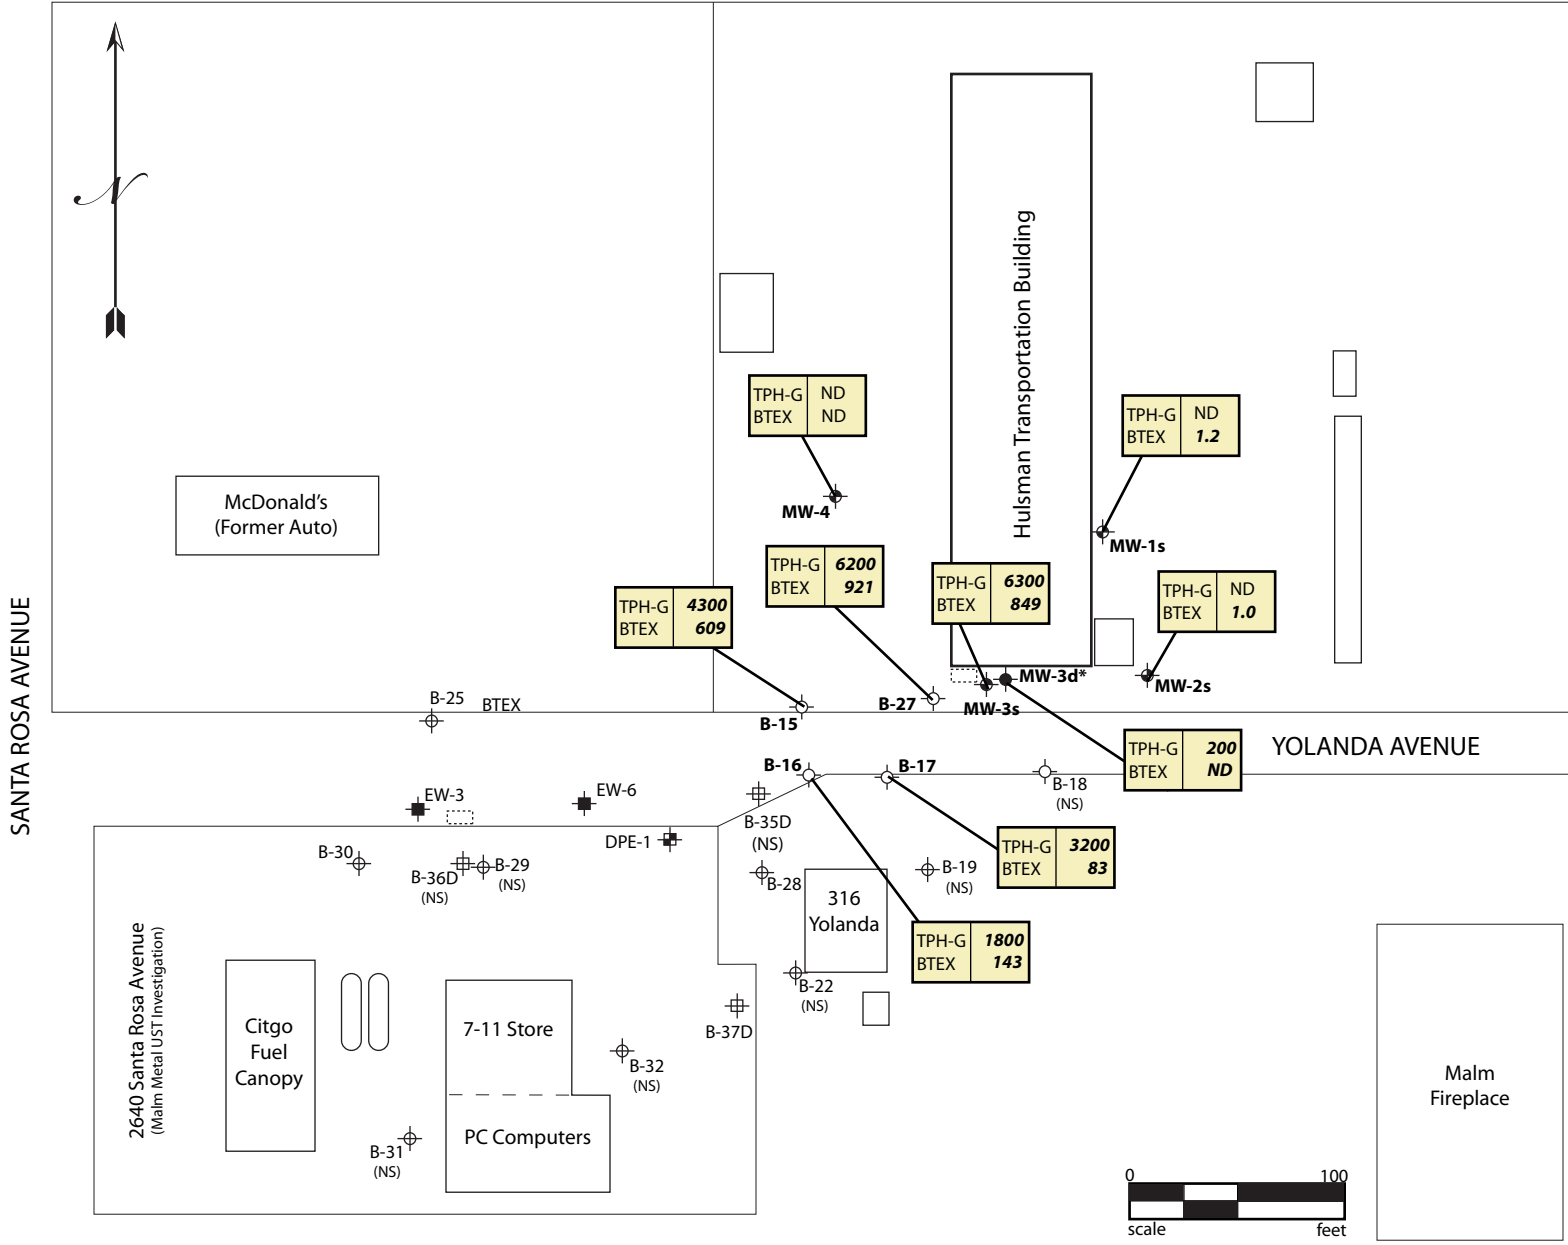 N
Hulsman Transportation Building
TPH-G ND
BTEX ND
MW-4
TPH-G ND
BTEX 1.2
MW-1s
McDonald's
(Former Auto)
TPH-G 6200
BTEX 921
TPH-G 6300
BTEX 849
TPH-G ND
BTEX 1.0
TPH-G 4300
BTEX 609
SANTA ROSA AVENUE
MW-3d*
MW-2s
B-25
BTEX
B-27
MW-3s
B-15
YOLANDA AVENUE
TPH-G 200
BTEX ND
B-16
B-17
B-18
(NS)
EW-3
EW-6
B-35D
(NS)
DPE-1
B-30
B-36D
(NS)
B-29
(NS)
B-28
B-19
(NS)
TPH-G 3200
BTEX 83
316
Yolanda
TPH-G 1800
BTEX 143
2640 Santa Rosa Avenue
(Malm Metal UST Investigation)
B-22
(NS)
Citgo
Fuel
Canopy
7-11 Store
B-37D
B-32
(NS)
PC Computers
B-31
(NS)
Malm
Fireplace
0 100
scale feet